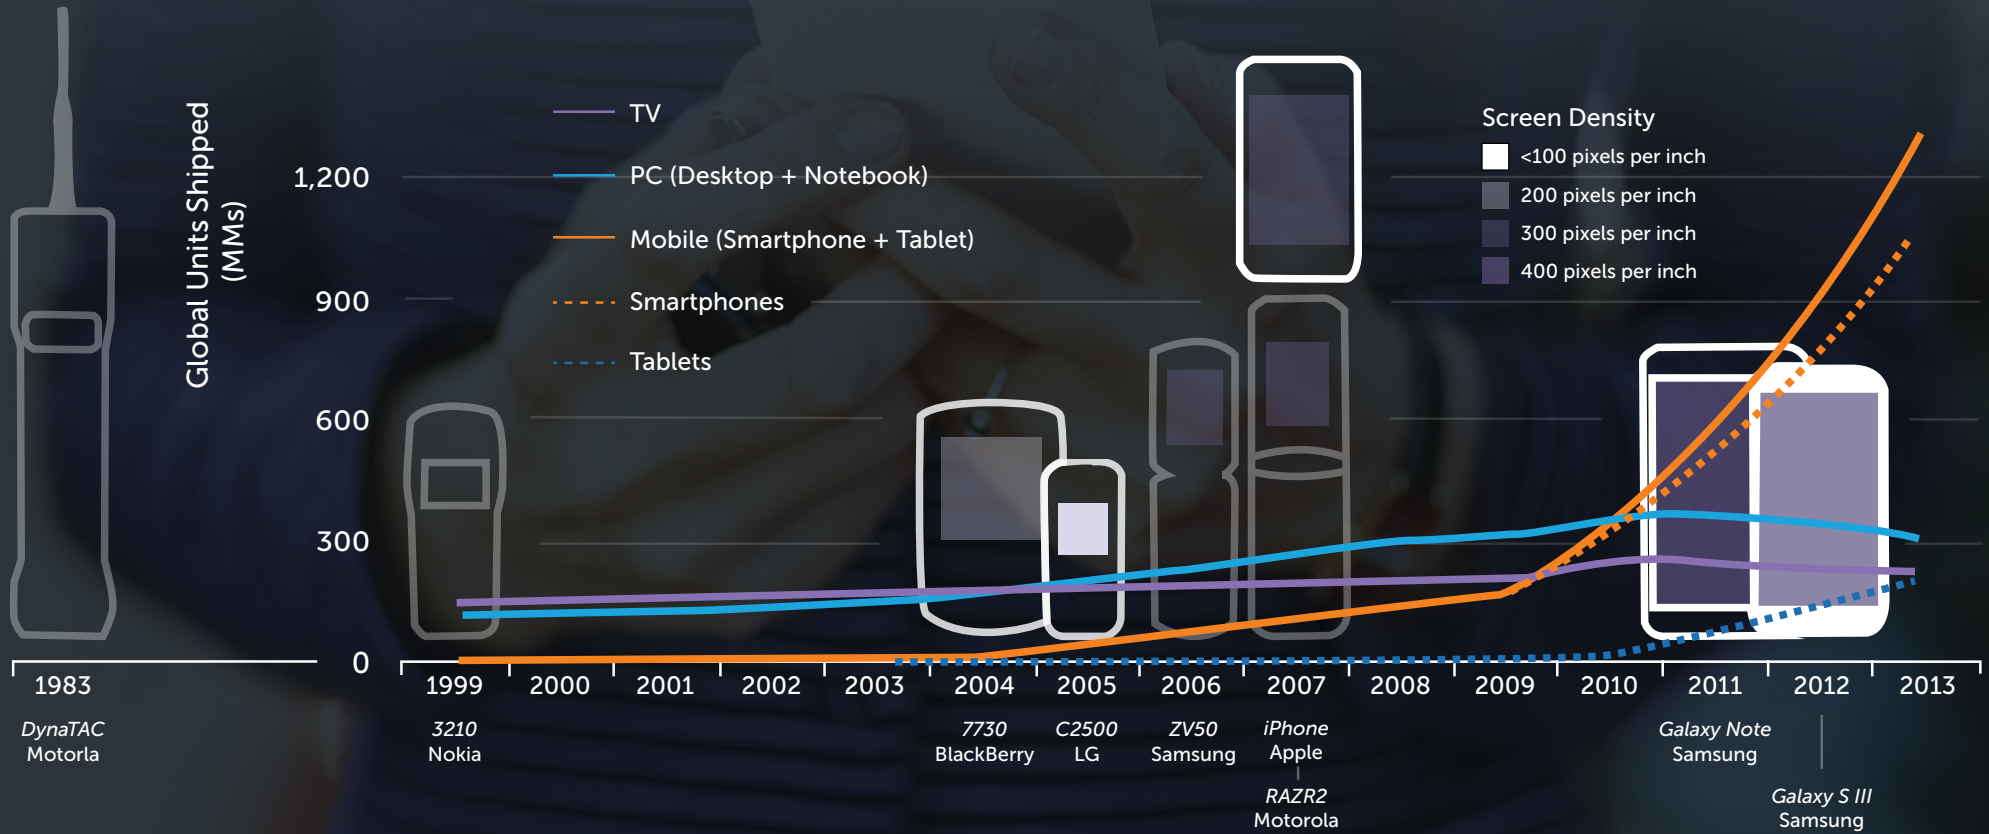 Global Units Shipped
(MMs)
TV
PC (Desktop + Notebook)
Mobile (Smartphone + Tablet)
Smartphones
Tablets
Screen Density
<100 pixels per inch
200 pixels per inch
300 pixels per inch
400 pixels per inch
1,200
900
600
300
0
1983
1999
2000
2001
2002
2003
2004
2005
2006
2007
2008
2009
2010
2011
2012
2013
DynaTAC
Motorla
3210
Nokia
7730
BlackBerry
C2500
LG
ZV50
Samsung
iPhone
Apple
RAZR2
Motorola
Galaxy Note
Samsung
Galaxy S III
Samsung